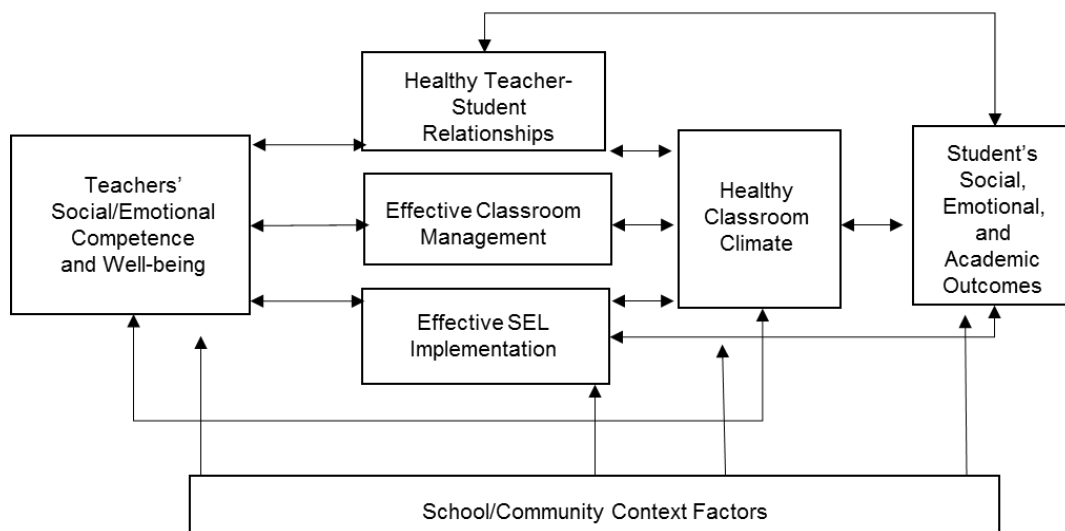 Healthy Teacher-
Student
Relationships
Teachers’
Social/Emotional
Competence
and Well-being
Effective Classroom
Management
Effective SEL
Implementation
Healthy
Classroom
Climate
Student’s
Social,
Emotional,
and
Academic
Outcomes
School/Community Context Factors